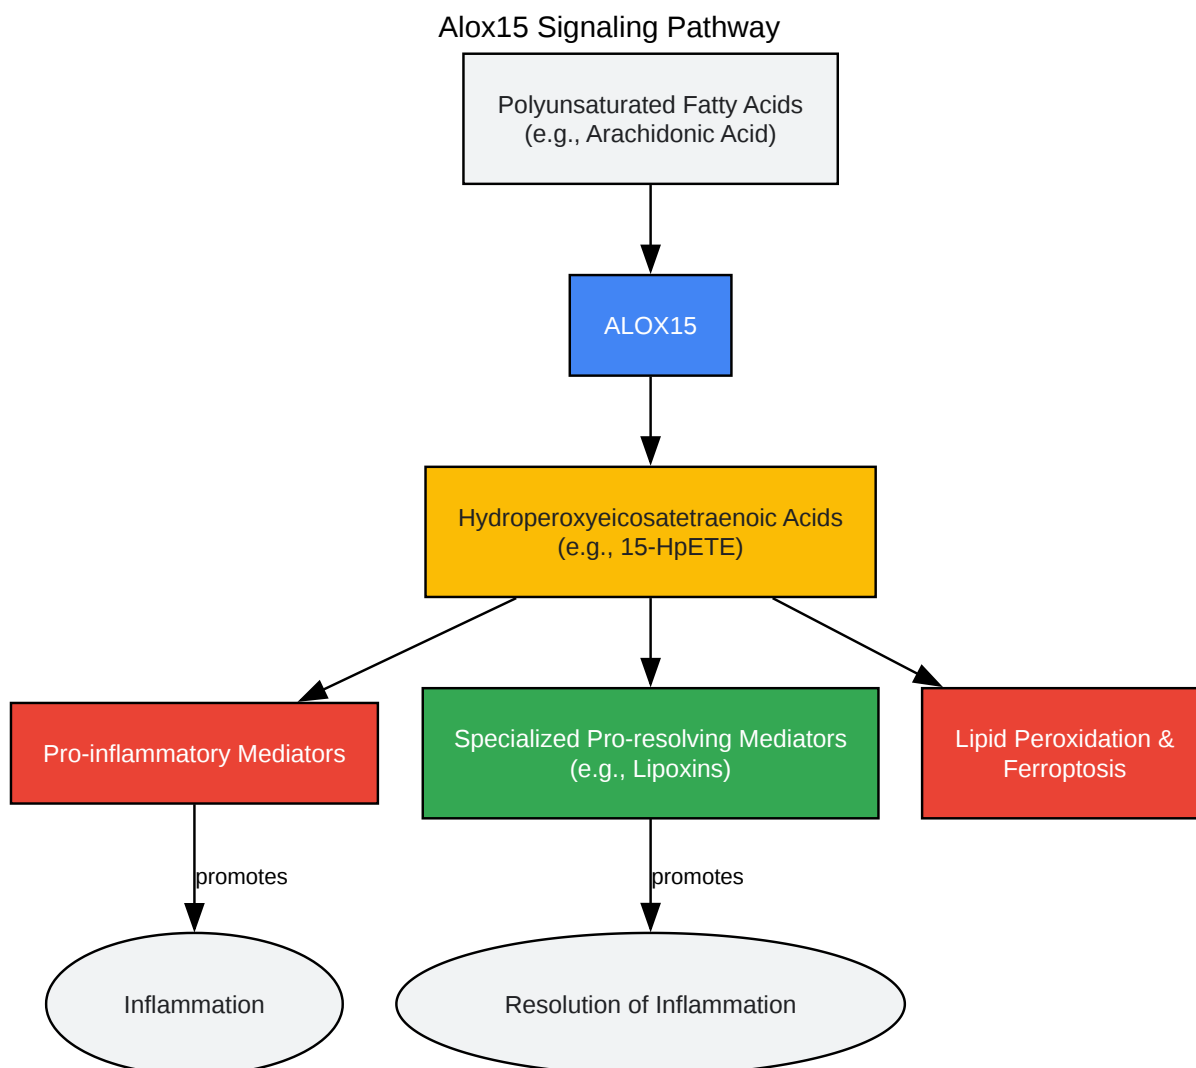 Alox15 Signaling Pathway
Polyunsaturated Fatty Acids
(e.g., Arachidonic Acid)
ALOX15
Hydroperoxyeicosatetraenoic Acids
(e.g., 15-HpETE)
Pro-inflammatory Mediators
Specialized Pro-resolving Mediators
(e.g., Lipoxins)
Lipid Peroxidation &
Ferroptosis
promotes
promotes
Inflammation
Resolution of Inflammation